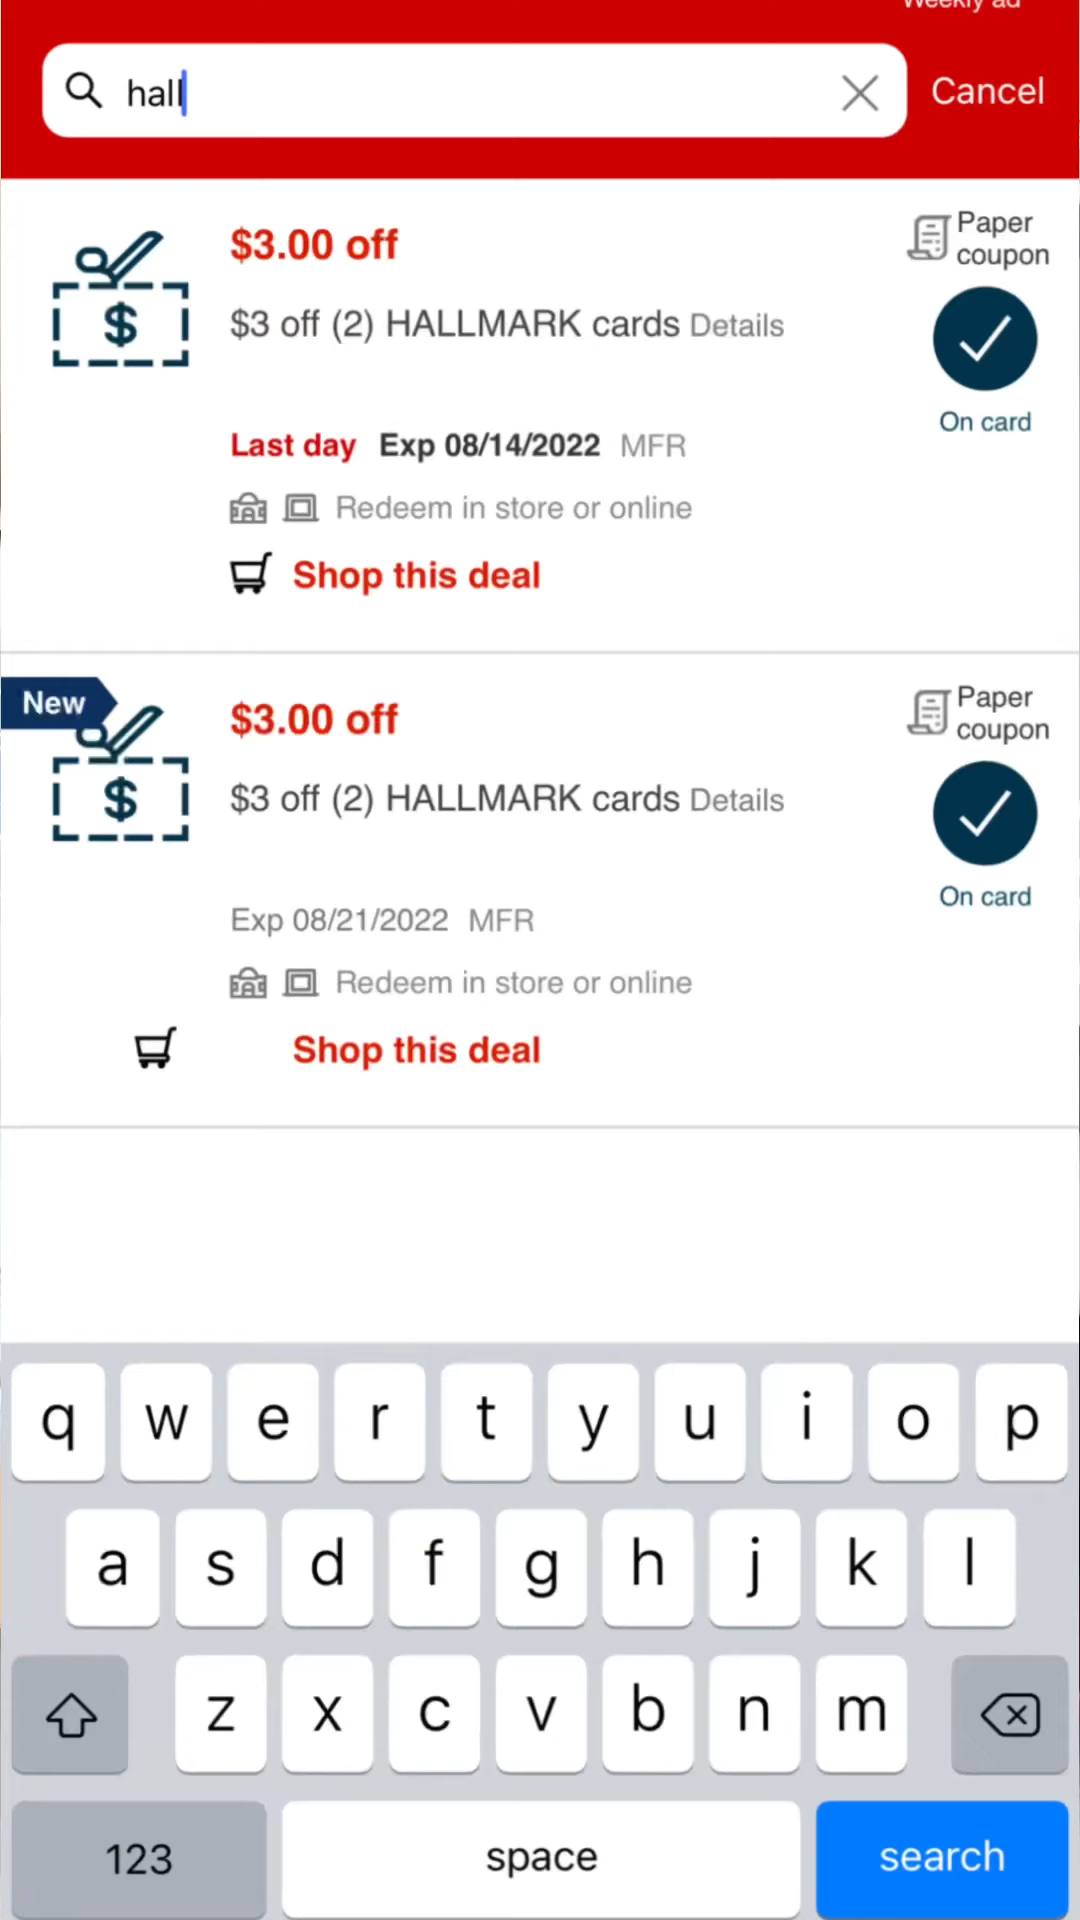 Weekly ad
hall
Cancel
$3.00 off
Paper
coupon
$
$3 off (2) HALLMARK cards Details
On card
Last day Exp 08/14/2022 MFR
Redeem in store or online
Shop this deal
New
$3.00 off
Paper
coupon
$
$3 off (2) HALLMARK cards Details
On card
Exp 08/21/2022 MFR
Redeem in store or online
Shop this deal
q w e r t y u i o p
a s d f g h j k l
z x c v b n m
123 space search